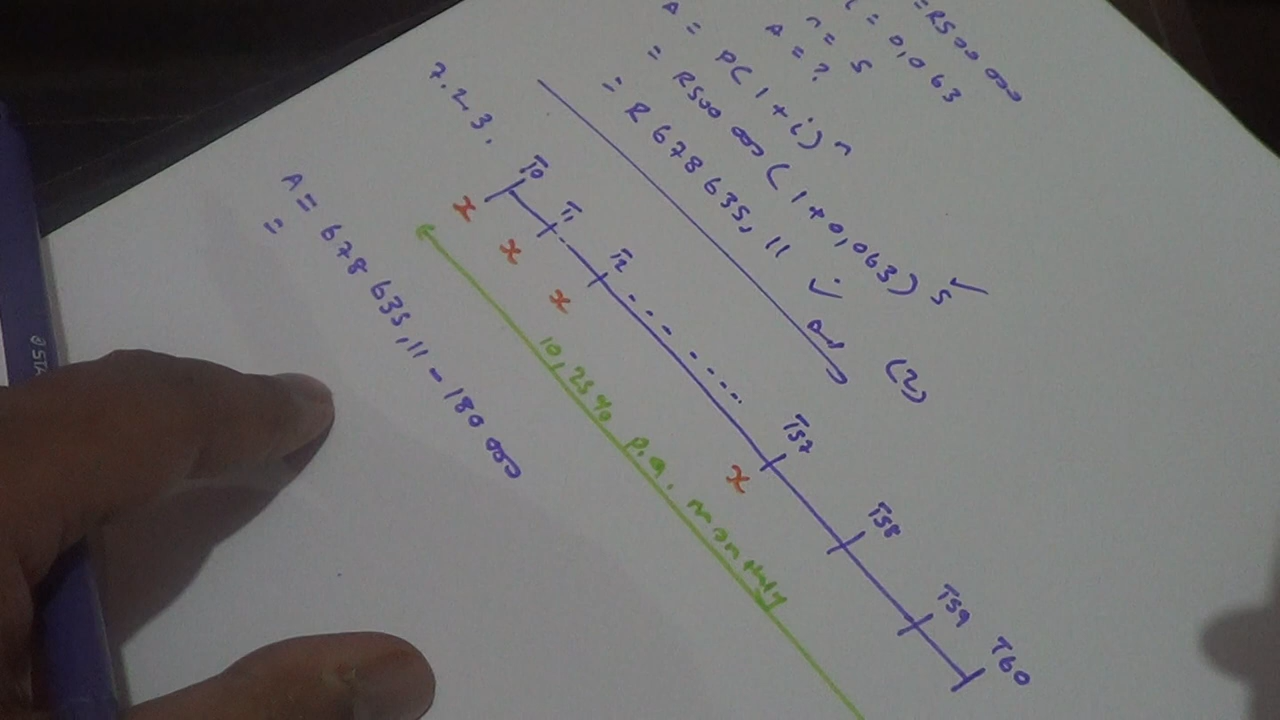 =R500 000
i = 0,063
n = 5
A = ?
A = P(1+i)n
= R500 000(1+0,063)5 ✓
= R678 635,11 ✓ (2)
7.2.3.
T0 T1 T2 ...... T57 T58 T59 T60
x x x x
10,25% p.a. monthly
A = 678 635,11 - 180 000
=
STA